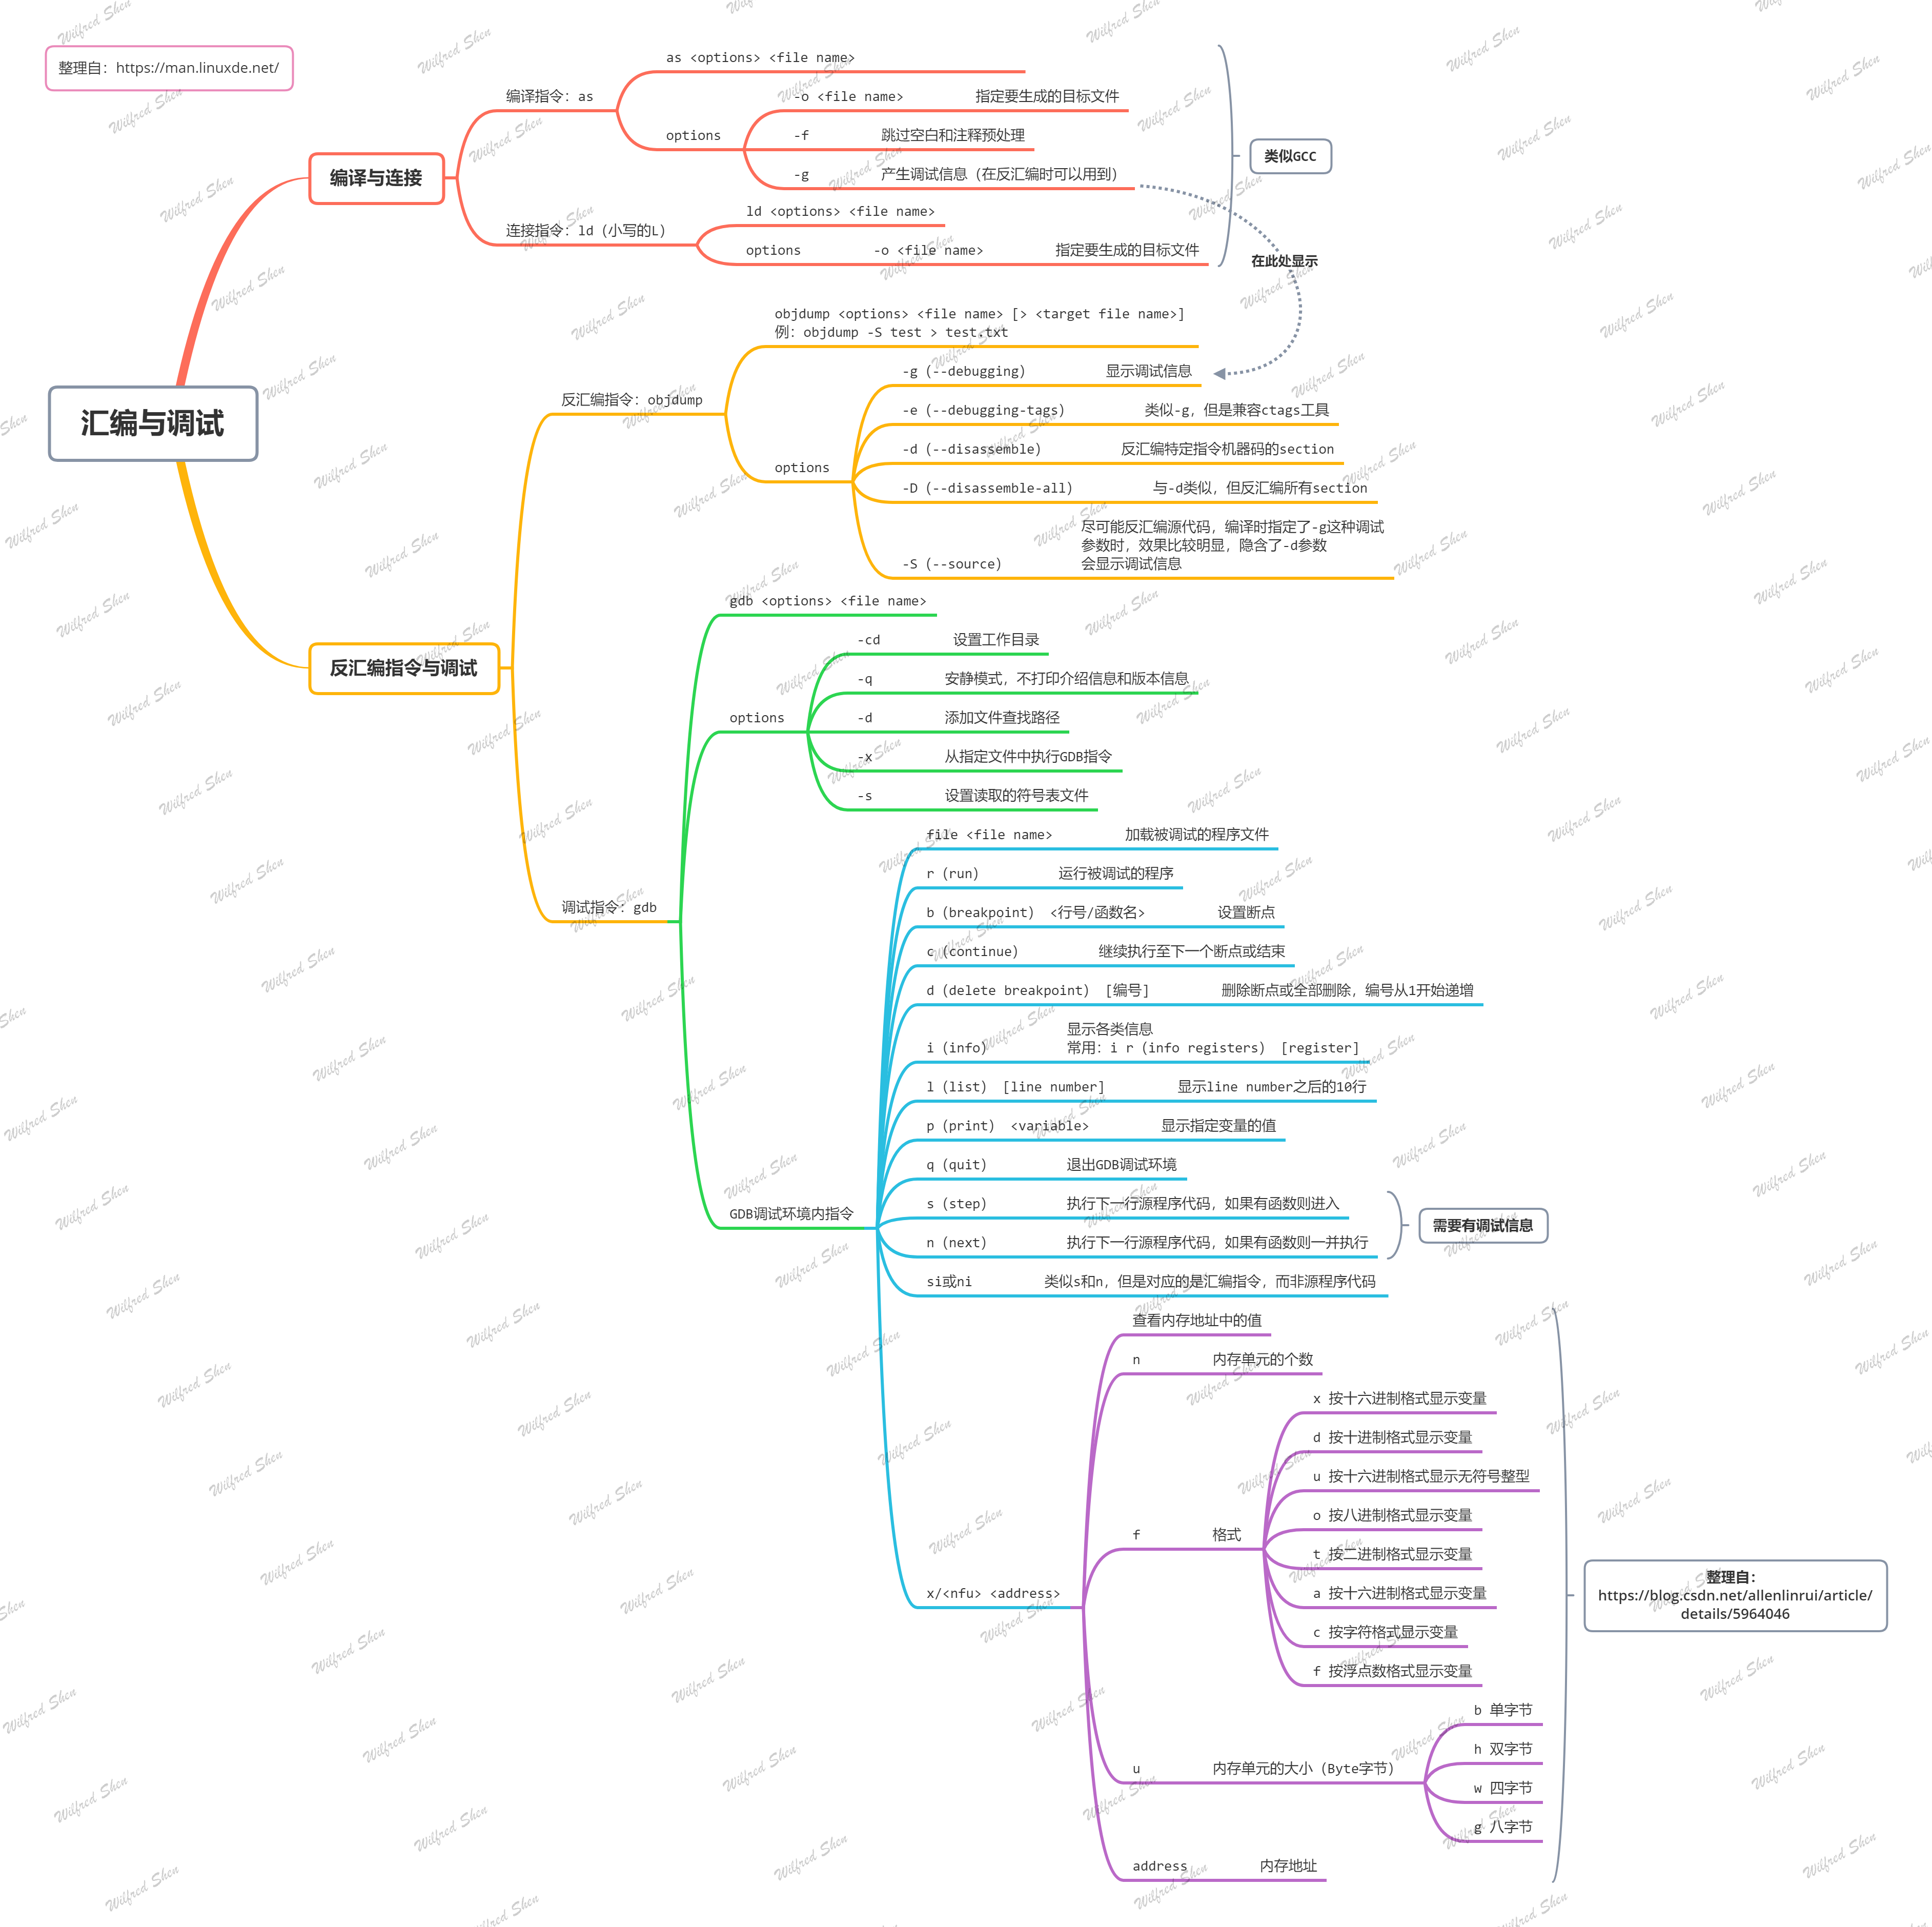 整理自：https://man.linuxde.net/
汇编与调试
编译与连接
编译指令：as
as <options> <file name>
options
-o <file name> 指定要生成的目标文件
-f 跳过空白和注释预处理
-g 产生调试信息（在反汇编时可以用到）
连接指令：ld（小写的L）
ld <options> <file name>
options -o <file name> 指定要生成的目标文件
类似GCC
在此处显示
反汇编指令与调试
反汇编指令：objdump
objdump <options> <file name> [> <target file name>]
例：objdump -S test > test.txt
options
-g（--debugging） 显示调试信息
-e（--debugging-tags） 类似-g，但是兼容ctags工具
-d（--disassemble） 反汇编特定指令机器码的section
-D（--disassemble-all） 与-d类似，但反汇编所有section
-S（--source） 尽可能反汇编源代码，编译时指定了-g这种调试
参数时，效果比较明显，隐含了-d参数
会显示调试信息
调试指令：gdb
gdb <options> <file name>
options
-cd 设置工作目录
-q 安静模式，不打印介绍信息和版本信息
-d 添加文件查找路径
-x 从指定文件中执行GDB指令
-s 设置读取的符号表文件
GDB调试环境内指令
file <file name> 加载被调试的程序文件
r（run） 运行被调试的程序
b（breakpoint） <行号/函数名> 设置断点
c（continue） 继续执行至下一个断点或结束
d（delete breakpoint） [编号] 删除断点或全部删除，编号从1开始递增
i（info） 显示各类信息
常用：i r（info registers） [register]
l（list） [line number] 显示line number之后的10行
p（print） <variable> 显示指定变量的值
q（quit） 退出GDB调试环境
s（step） 执行下一行源程序代码，如果有函数则进入
n（next） 执行下一行源程序代码，如果有函数则一并执行
需要有调试信息
si或ni 类似s和n，但是对应的是汇编指令，而非源程序代码
x/<nfu> <address>
查看内存地址中的值
n 内存单元的个数
f 格式
x 按十六进制格式显示变量
d 按十进制格式显示变量
u 按十六进制格式显示无符号整型
o 按八进制格式显示变量
t 按二进制格式显示变量
a 按十六进制格式显示变量
c 按字符格式显示变量
f 按浮点数格式显示变量
u 内存单元的大小（Byte字节）
b 单字节
h 双字节
w 四字节
g 八字节
address 内存地址
整理自：
https://blog.csdn.net/allenlinrui/article/
details/5964046
Wilfred Shen